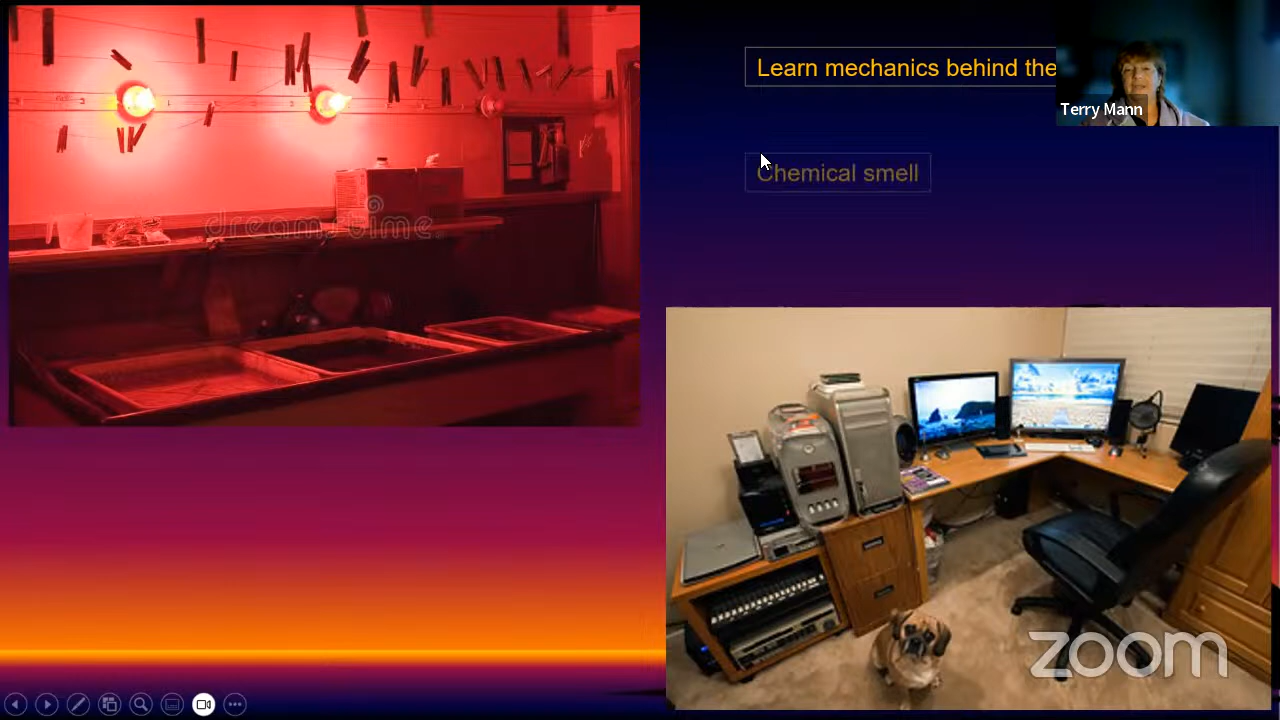 Learn mechanics behind the
Terry Mann
Chemical smell
dreamstime
zoom